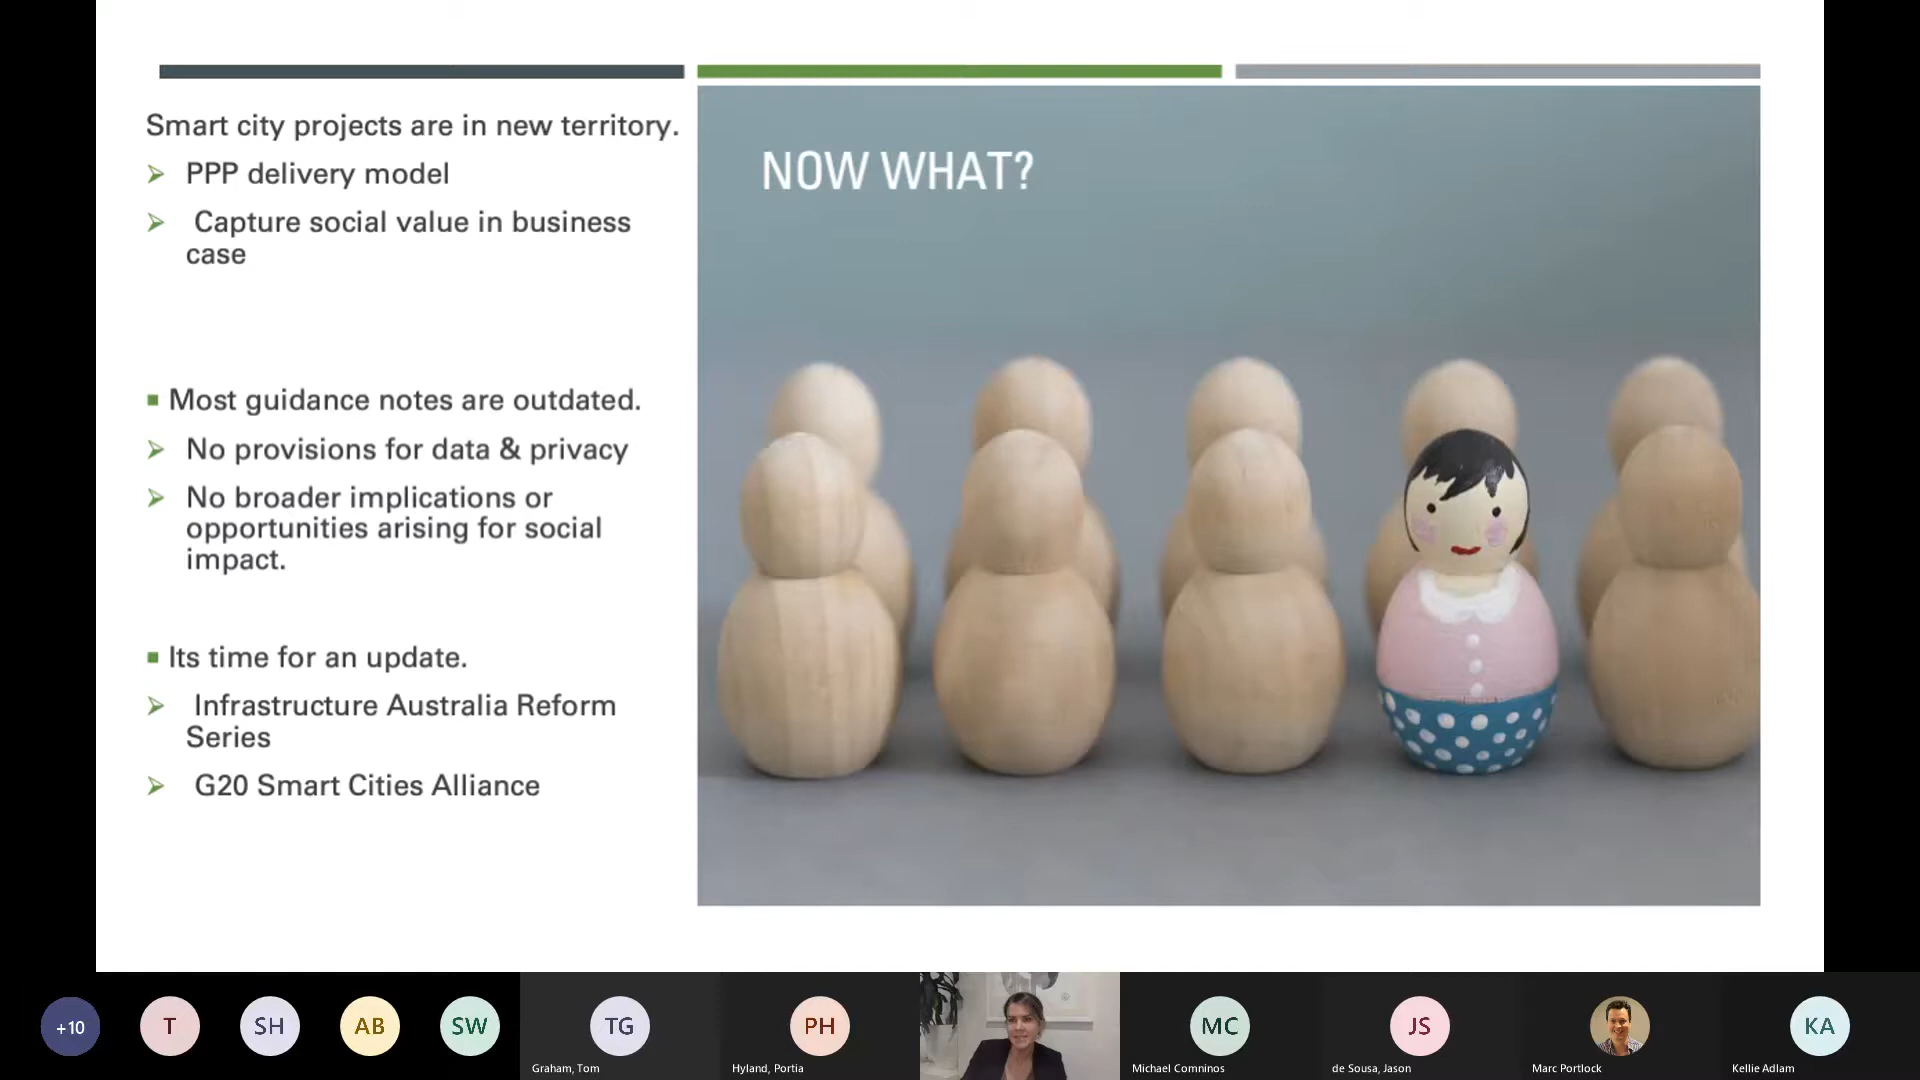 Smart city projects are in new territory.
PPP delivery model
Capture social value in business
case
Most guidance notes are outdated.
No provisions for data & privacy
No broader implications or
opportunities arising for social
impact.
Its time for an update.
Infrastructure Australia Reform
Series
G20 Smart Cities Alliance
NOW WHAT?
+10
T
SH
AB
SW
TG
Graham, Tom
PH
Hyland, Portia
MC
Michael Comninos
JS
de Sousa, Jason
Marc Portlock
KA
Kellie Adlam